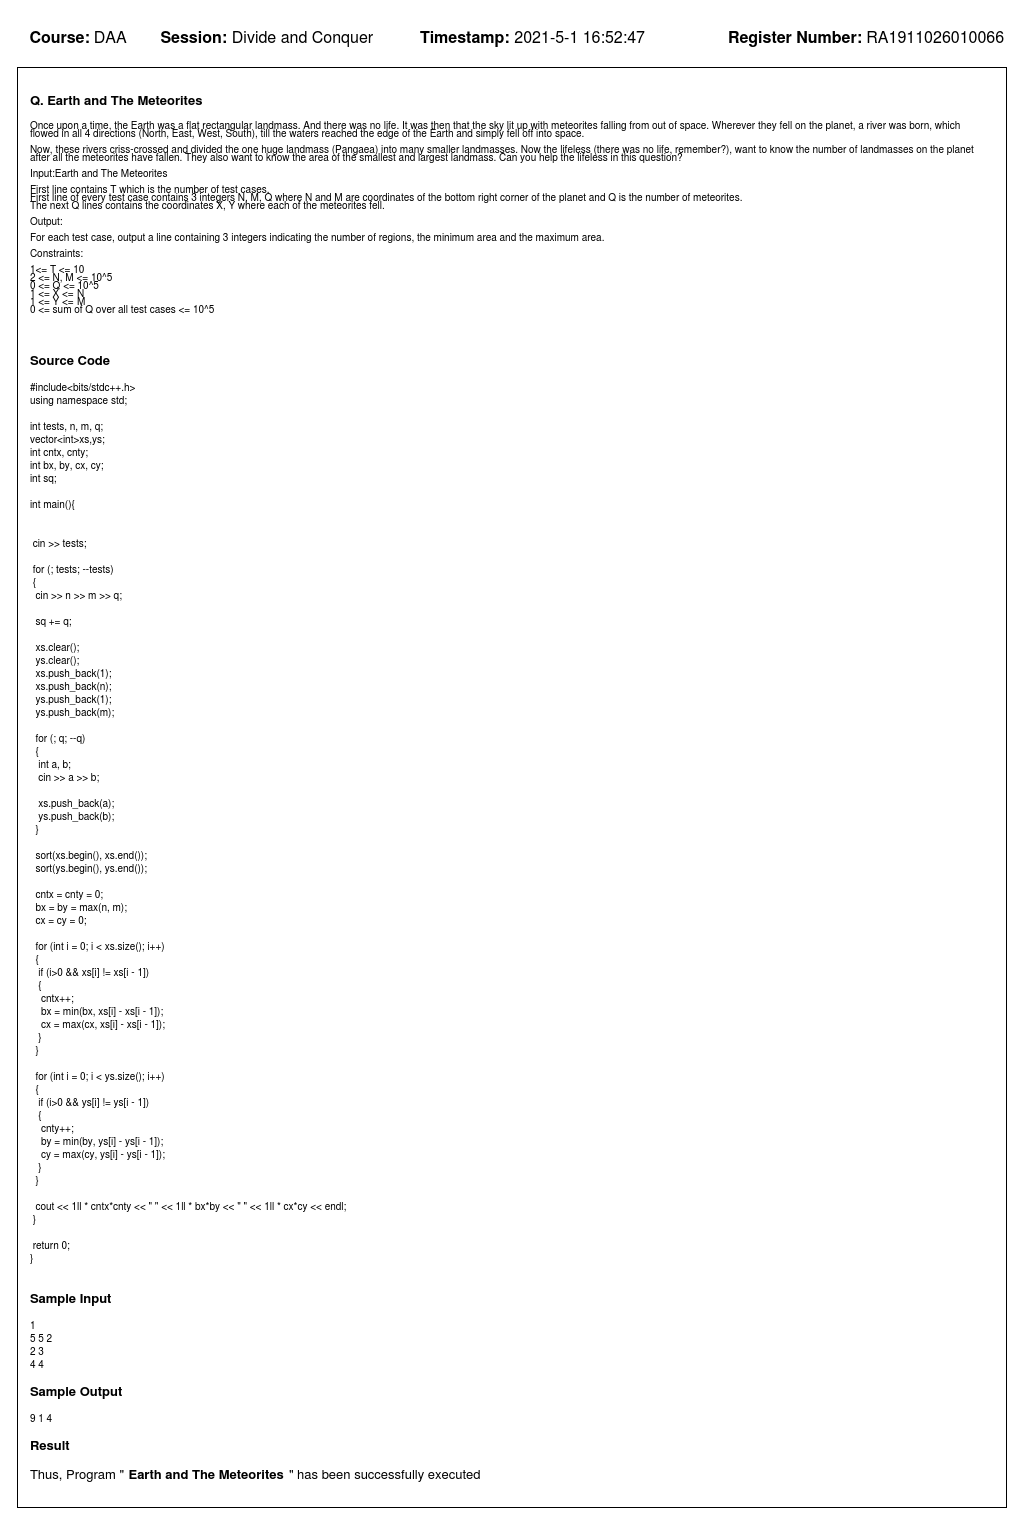 Course: DAA Session: Divide and Conquer Timestamp: 2021-5-1 16:52:47 Register Number: RA1911026010066
Q. Earth and The Meteorites
Once upon a time, the Earth was a flat rectangular landmass. And there was no life. It was then that the sky lit up with meteorites falling from out of space. Wherever they fell on the planet, a river was born, which
flowed in all 4 directions (North, East, West, South), till the waters reached the edge of the Earth and simply fell off into space.
Now, these rivers criss-crossed and divided the one huge landmass (Pangaea) into many smaller landmasses. Now the lifeless (there was no life, remember?), want to know the number of landmasses on the planet
after all the meteorites have fallen. They also want to know the area of the smallest and largest landmass. Can you help the lifeless in this question?
Input:Earth and The Meteorites
First line contains T which is the number of test cases.
First line of every test case contains 3 integers N, M, Q where N and M are coordinates of the bottom right corner of the planet and Q is the number of meteorites.
The next Q lines contains the coordinates X, Y where each of the meteorites fell.
Output:
For each test case, output a line containing 3 integers indicating the number of regions, the minimum area and the maximum area.
Constraints:
1<= T <= 10
2 <= N, M <= 10^5
0 <= Q <= 10^5
1 <= X <= N
1 <= Y <= M
0 <= sum of Q over all test cases <= 10^5
Source Code
#include<bits/stdc++.h>
using namespace std;
int tests, n, m, q;
vector<int>xs,ys;
int cntx, cnty;
int bx, by, cx, cy;
int sq;
int main(){
cin >> tests;
for (; tests; --tests)
{
cin >> n >> m >> q;
sq += q;
xs.clear();
ys.clear();
xs.push_back(1);
xs.push_back(n);
ys.push_back(1);
ys.push_back(m);
for (; q; --q)
{
int a, b;
cin >> a >> b;
xs.push_back(a);
ys.push_back(b);
}
sort(xs.begin(), xs.end());
sort(ys.begin(), ys.end());
cntx = cnty = 0;
bx = by = max(n, m);
cx = cy = 0;
for (int i = 0; i < xs.size(); i++)
{
if (i>0 && xs[i] != xs[i - 1])
{
cntx++;
bx = min(bx, xs[i] - xs[i - 1]);
cx = max(cx, xs[i] - xs[i - 1]);
}
}
for (int i = 0; i < ys.size(); i++)
{
if (i>0 && ys[i] != ys[i - 1])
{
cnty++;
by = min(by, ys[i] - ys[i - 1]);
cy = max(cy, ys[i] - ys[i - 1]);
}
}
cout << 1ll * cntx*cnty << " " << 1ll * bx*by << " " << 1ll * cx*cy << endl;
}
return 0;
}
Sample Input
1
5 5 2
2 3
4 4
Sample Output
9 1 4
Result
Thus, Program " Earth and The Meteorites " has been successfully executed